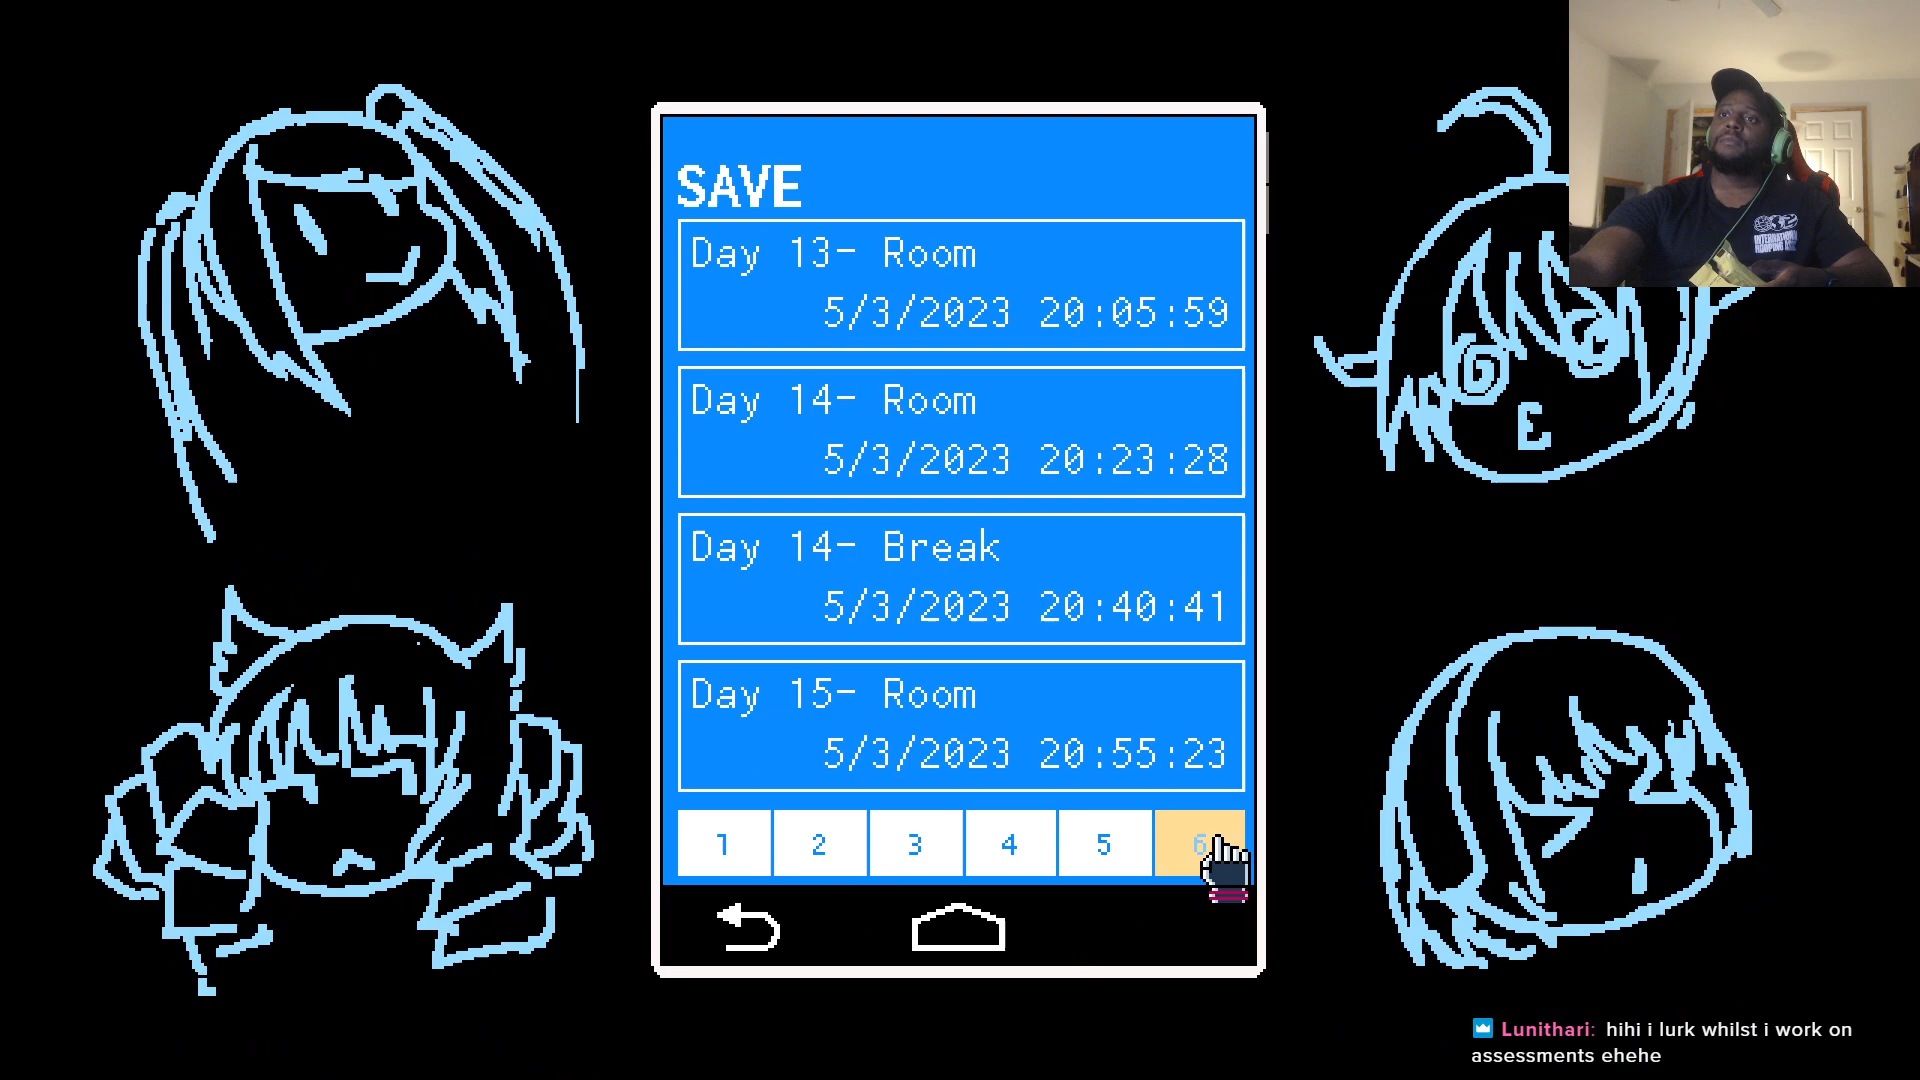 SAVE
Day 13- Room
5/3/2023 20:05:59
Day 14- Room
5/3/2023 20:23:28
Day 14- Break
5/3/2023 20:40:41
Day 15- Room
5/3/2023 20:55:23
1 2 3 4 5 6
Lunithari: hihi i lurk whilst i work on
assessments ehehe